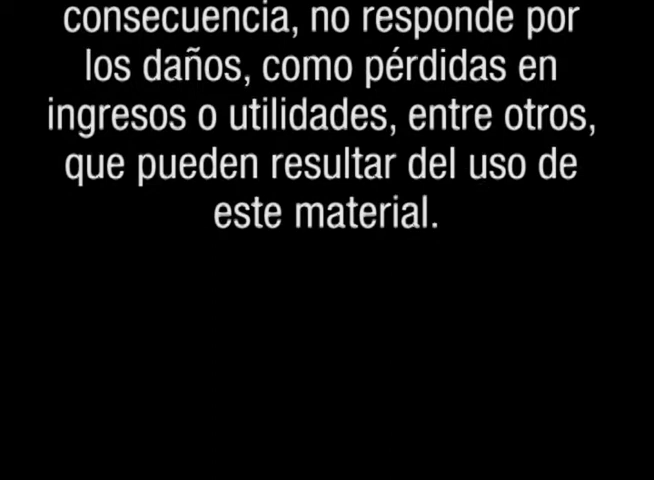 consecuencia, no responde por
los daños, como pérdidas en
ingresos o utilidades, entre otros,
que pueden resultar del uso de
este material.